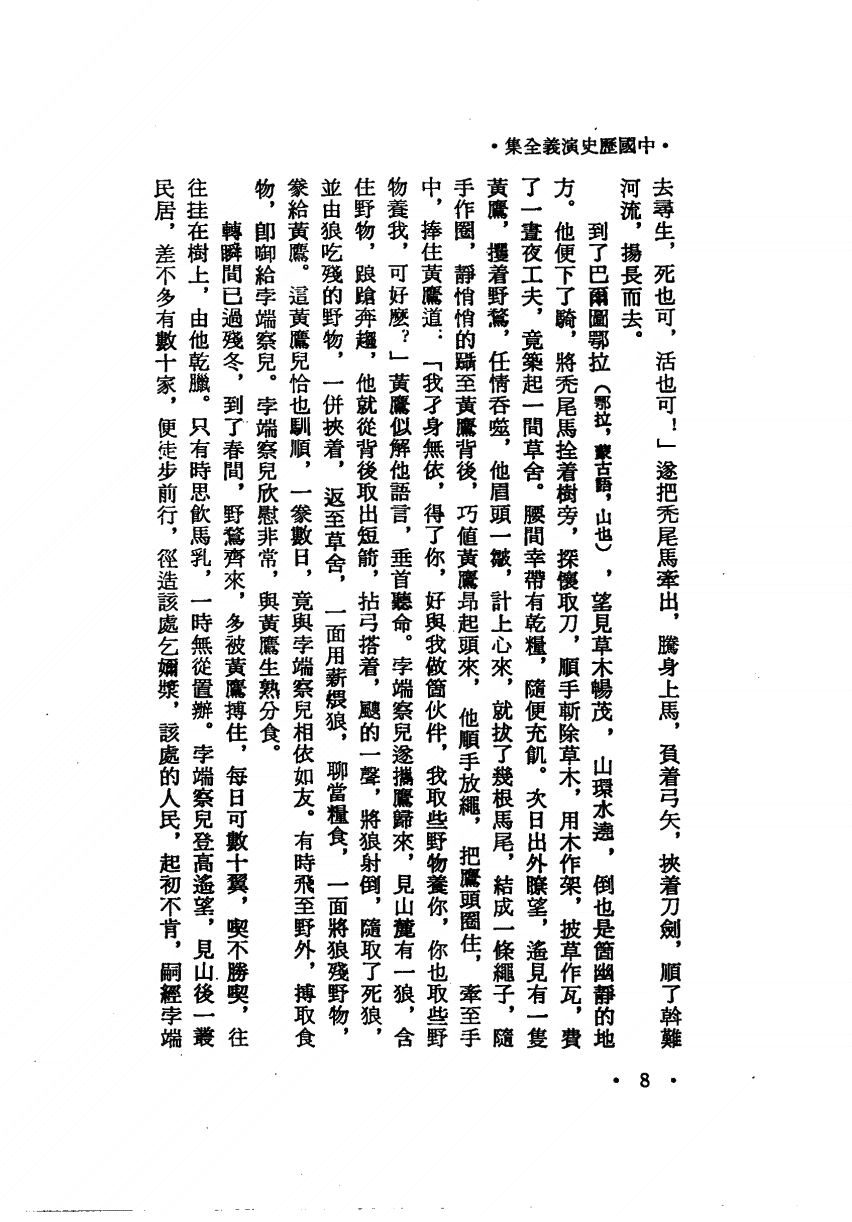 ·中國歷史演義全集·
去尋生,死也可,活也可!」遂把禿尾馬牽出,騰身上馬,負着弓矢,挾着刀劍,順了斡難
河流,揚長而去。
到了巴爾圖鄂拉(鄂拉,蒙古語,山也),望見草木暢茂,山環水遶,倒也是箇幽靜的地
方。他便下了騎,將禿尾馬拴着樹旁,探懷取刀,順手斬除草木,用木作架,披草作瓦,費
了一晝夜工夫,竟築起一間草舍。腰間幸帶有乾糧,隨便充飢。次日出外瞭望,遙見有一隻
黃鷹,攫着野鶩,任情吞噬,他眉頭一皺,計上心來,就拔了幾根馬尾,結成一條繩子,隨
手作圈,靜悄悄的躡至黃鷹背後,巧值黃鷹昂起頭來,他順手放繩,把鷹頭圈住,牽至手
中,捧住黃鷹道:「我孑身無依,得了你,好與我做箇伙伴,我取些野物養你,你也取些野
物養我,可好麼?」黃鷹似解他語言,垂首聽命。孛端察兒遂攜鷹歸來,見山麓有一狼,含
住野物,踉蹌奔趨,他就從背後取出短箭,拈弓搭着,颼的一聲,將狼射倒,隨取了死狼,
並由狼吃殘的野物,一併挾着,返至草舍,一面用薪煨狼,聊當糧食,一面將狼殘野物,
豢給黃鷹。這黃鷹兒恰也馴順,一豢數日,竟與孛端察兒相依如友。有時飛至野外,搏取食
物,卽啣給孛端察兒。孛端察兒欣慰非常,與黃鷹生熟分食。
轉瞬間已過殘冬,到了春間,野鶩齊來,多被黃鷹搏住,每日可數十翼,喫不勝喫,往
往挂在樹上,由他乾臘。只有時思飲馬乳,一時無從置辦。孛端察兒登高遙望,見山後一叢
民居,差不多有數十家,便徒步前行,徑造該處乞嬭漿,該處的人民,起初不肯,嗣經孛端
·8·